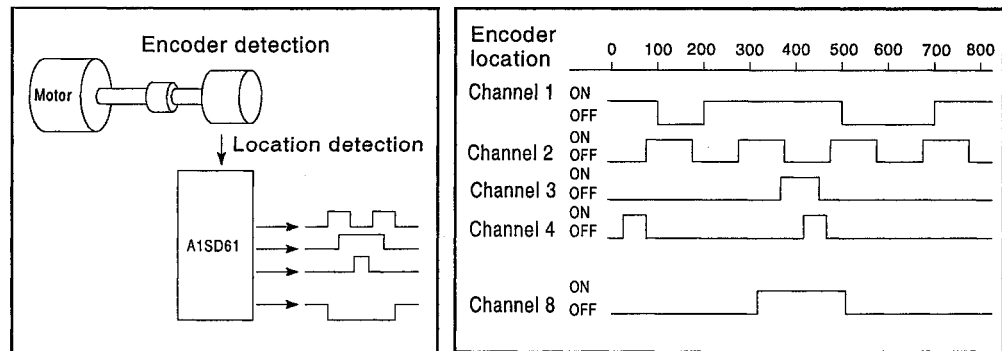 Encoder detection
Motor
Location detection
A1SD61
Encoder
location
0 100 200 300 400 500 600 700 800
Channel 1 ON
OFF
Channel 2 ON
OFF
Channel 3 ON
OFF
Channel 4 ON
OFF
Channel 8 ON
OFF